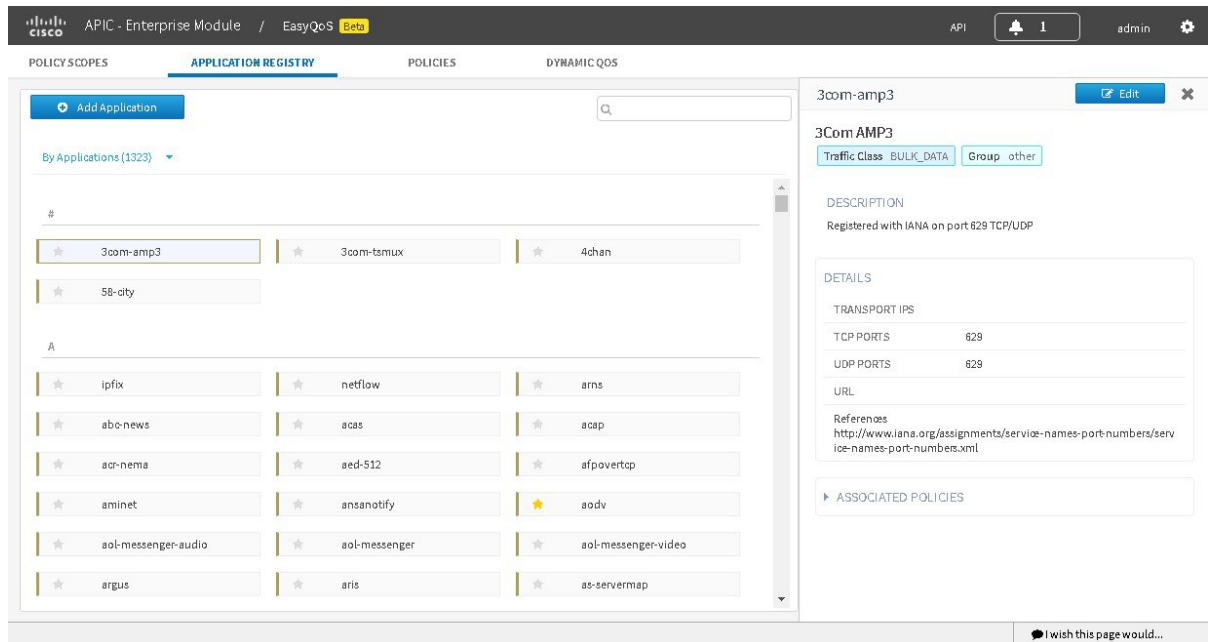 CISCO APIC - Enterprise Module / EasyQoS Beta API 1 admin
POLICY SCOPES APPLICATION REGISTRY POLICIES DYNAMIC QOS
Add Application
By Applications (1323)
#
3com-amp3 3com-tsmux 4chan
58-city
A
ipfix netflow arns
abc-news acas acap
acr-nema aed-512 afpovertcp
aminet ansanotify aodv
aol-messenger-audio aol-messenger aol-messenger-video
argus aris as-servermap
3com-amp3 Edit
3Com AMP3
Traffic Class BULK_DATA Group other
DESCRIPTION
Registered with IANA on port 629 TCP/UDP
DETAILS
TRANSPORT IPS
TCP PORTS 629
UDP PORTS 629
URL
References
http://www.iana.org/assignments/service-names-port-numbers/serv
ice-names-port-numbers.xml
ASSOCIATED POLICIES
I wish this page would...